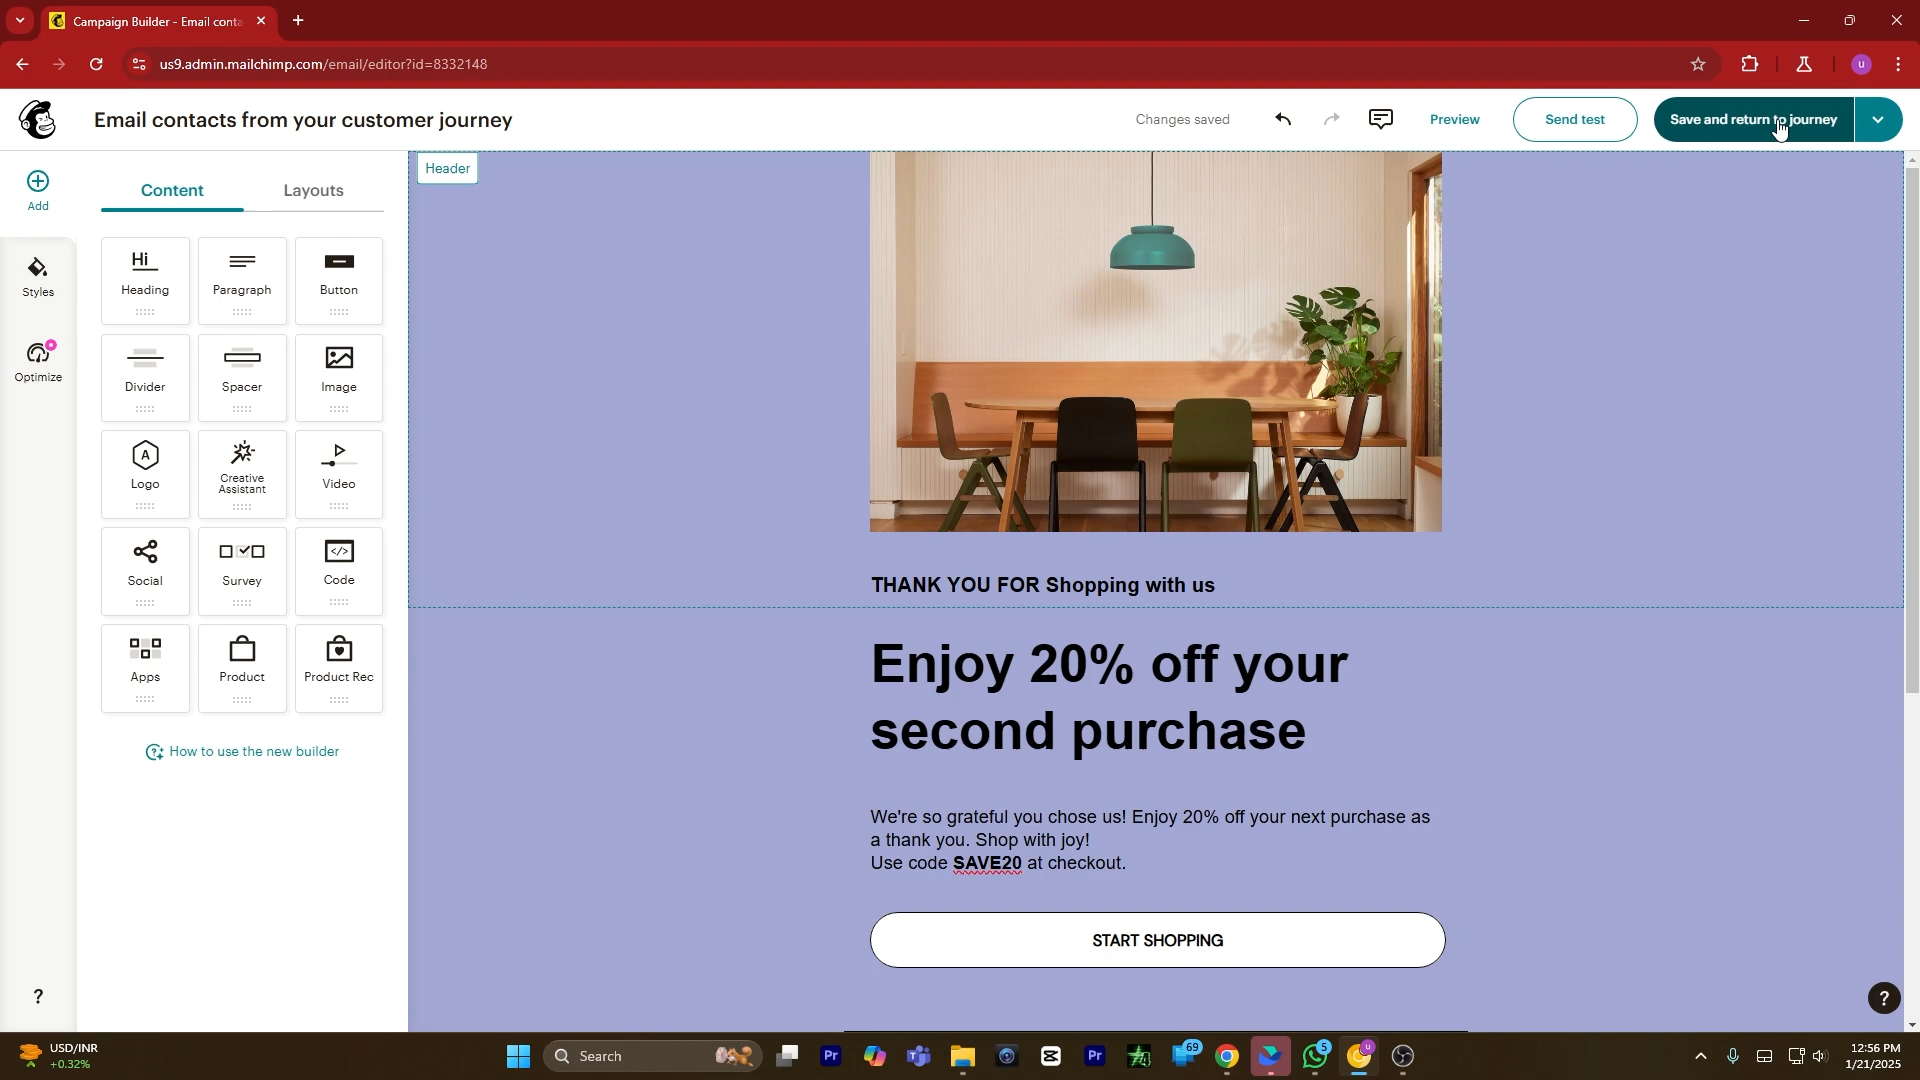 Campaign Builder - Email conta
us9.admin.mailchimp.com/email/editor?id=8332148
u
Email contacts from your customer journey
Changes saved
Preview
Send test
Save and return to journey
Add
Styles
Optimize
Content
Layouts
Hi
Heading
Paragraph
Button
Divider
Spacer
Image
A
Logo
Creative
Assistant
Video
Social
Survey
</>
Code
Apps
Product
Product Rec
How to use the new builder
?
Header
THANK YOU FOR Shopping with us
Enjoy 20% off your
second purchase
We're so grateful you chose us! Enjoy 20% off your next purchase as
a thank you. Shop with joy!
Use code SAVE20 at checkout.
START SHOPPING
?
USD/INR
+0.32%
Search
Pr
Pr
69
5
u
12:56 PM
1/21/2025